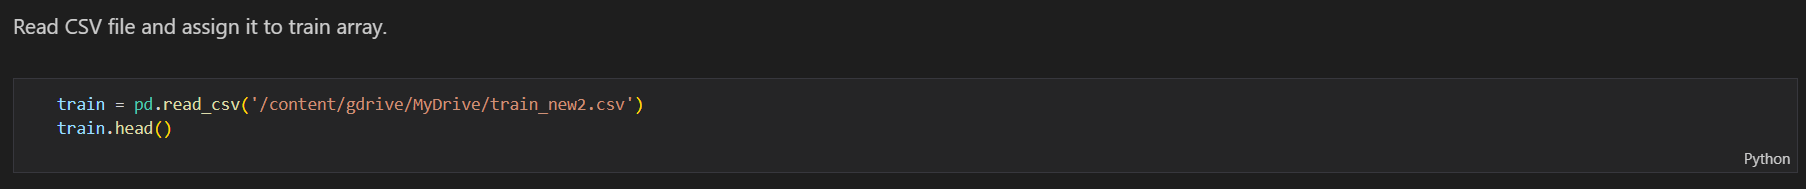 Read CSV file and assign it to train array.
train = pd.read_csv('/content/gdrive/MyDrive/train_new2.csv')
train.head()
Python